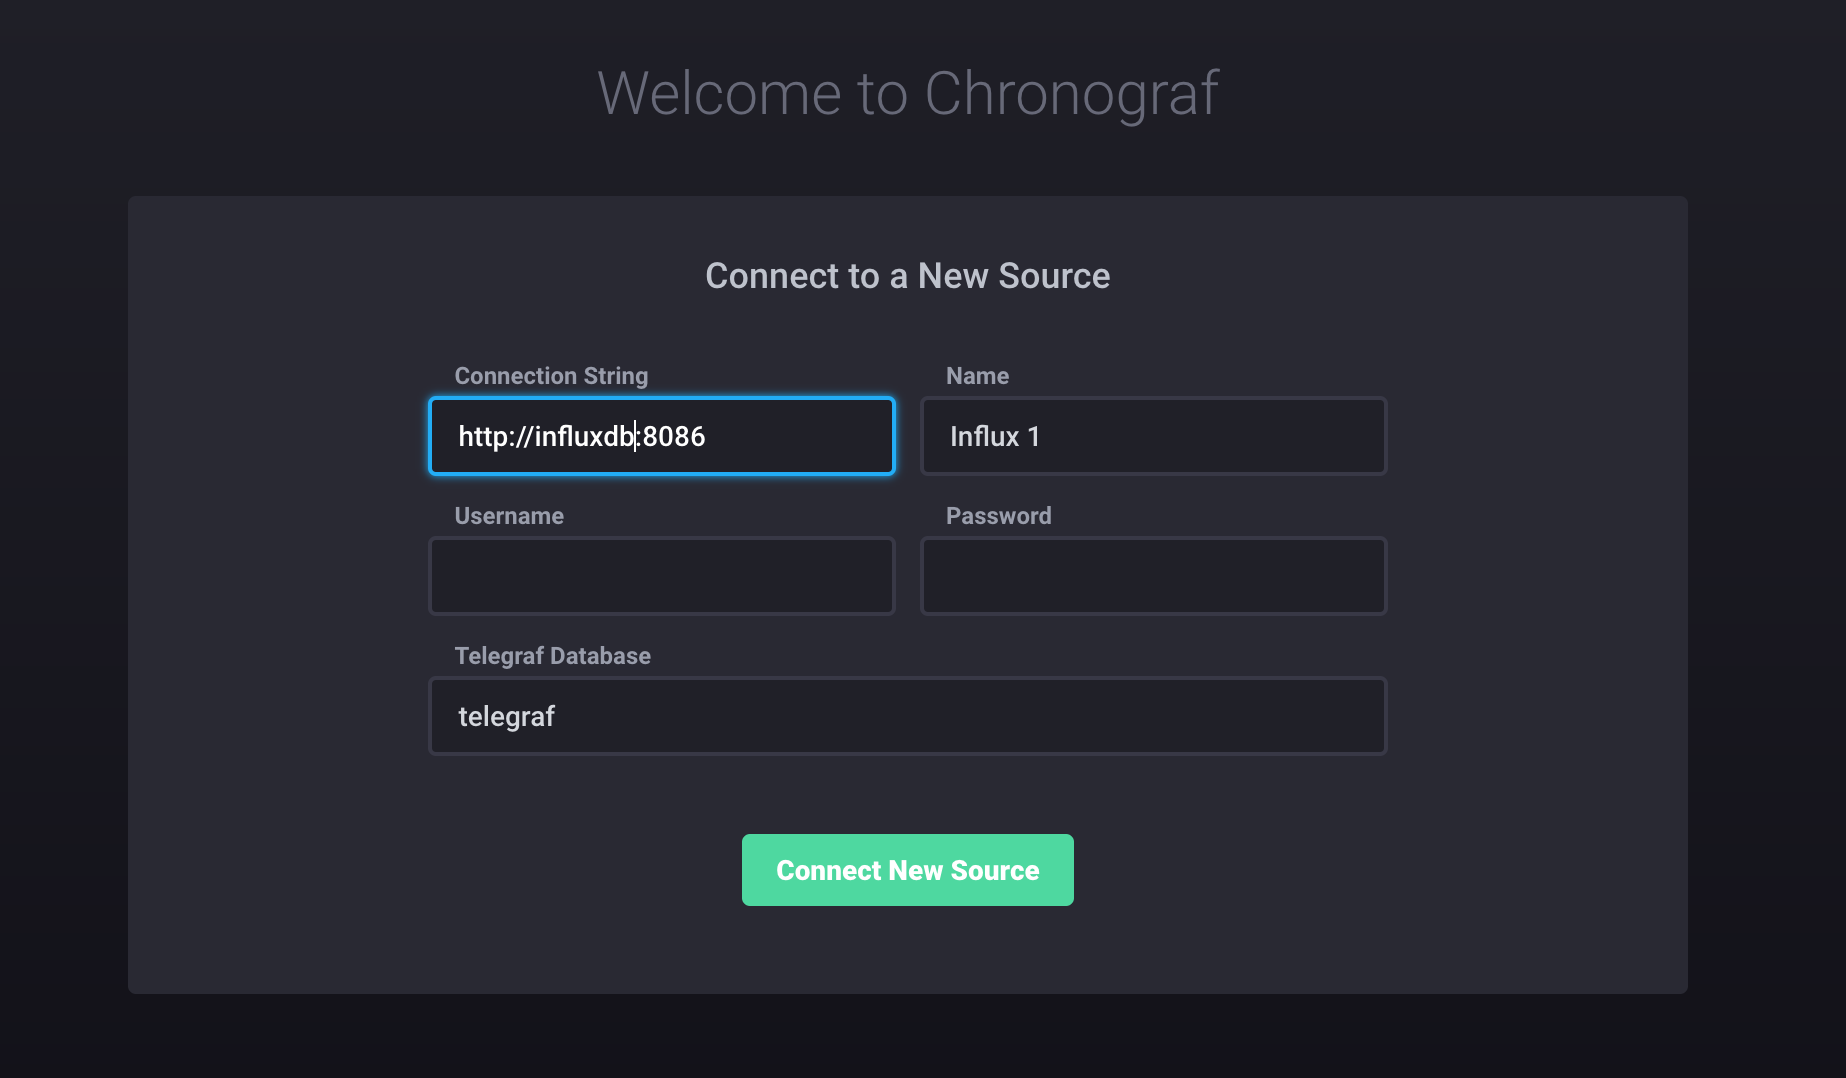 Welcome to Chronograf
Connect to a New Source
Connection String
Name
http://influxdb:8086
Influx 1
Username
Password
Telegraf Database
telegraf
Connect New Source